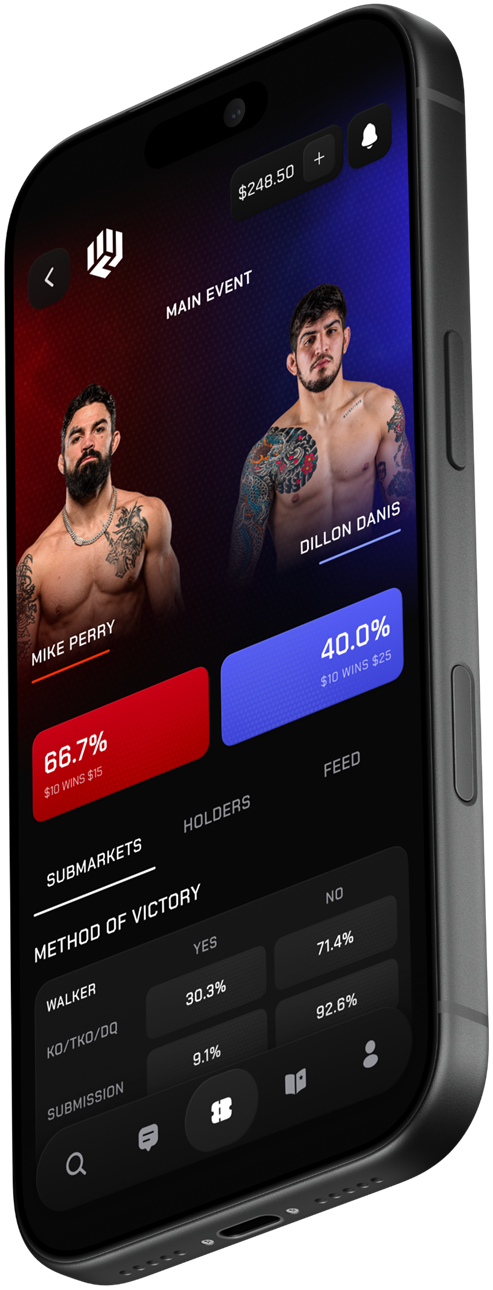 $248.50 +
MAIN EVENT
DILLON DANIS
MIKE PERRY
40.0%
$10 WINS $25
66.7%
$10 WINS $15
SUBMARKETS HOLDERS FEED
METHOD OF VICTORY
YES NO
WALKER
KO/TKO/DQ 30.3% 71.4%
SUBMISSION 9.1% 92.6%